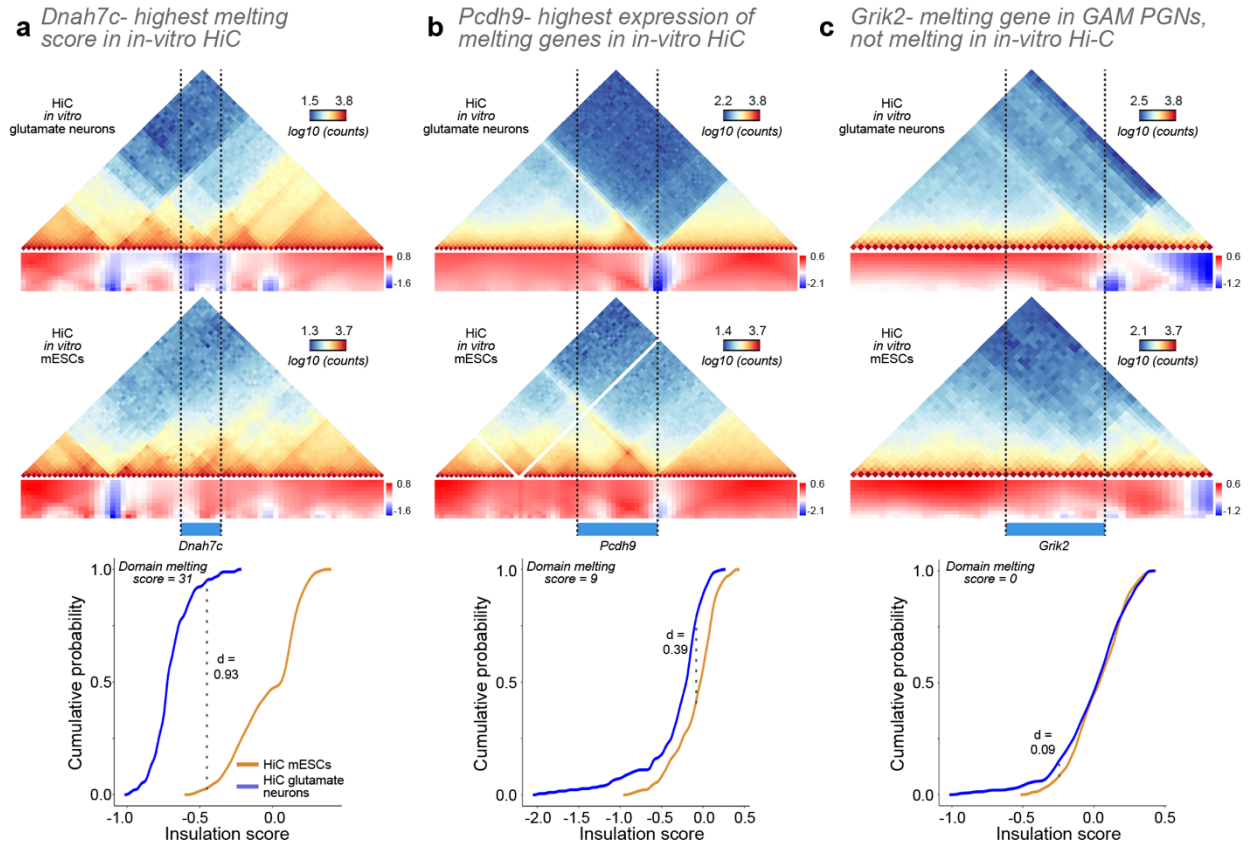 a
Dnah7c- highest melting
score in in-vitro HiC
HiC
in vitro
glutamate neurons
1.5 3.8
log10 (counts)
0.8
-1.6
HiC
in vitro
mESCs
1.3 3.7
log10 (counts)
0.8
-1.6
Dnah7c
Domain melting
score = 31
Cumulative probability
1.0
0.5
0.0
d =
0.93
HiC mESCs
HiC glutamate
neurons
-1.0 -0.5 0.0
Insulation score
b
Pcdh9- highest expression of
melting genes in in-vitro HiC
HiC
in vitro
glutamate neurons
2.2 3.8
log10 (counts)
0.6
-2.1
HiC
in vitro
mESCs
1.4 3.7
log10 (counts)
0.6
-2.1
Pcdh9
Domain melting
score = 9
Cumulative probability
1.0
0.5
0.0
d =
0.39
-2.0 -1.5 -1.0 -0.5 0.0 0.5
Insulation score
c
Grik2- melting gene in GAM PGNs,
not melting in in-vitro Hi-C
HiC
in vitro
glutamate neurons
2.5 3.8
log10 (counts)
0.6
-1.2
HiC
in vitro
mESCs
2.1 3.7
log10 (counts)
0.6
-1.2
Grik2
Domain melting
score = 0
Cumulative probability
1.0
0.5
0.0
d =
0.09
-1.0 -0.5 0.0 0.5
Insulation score